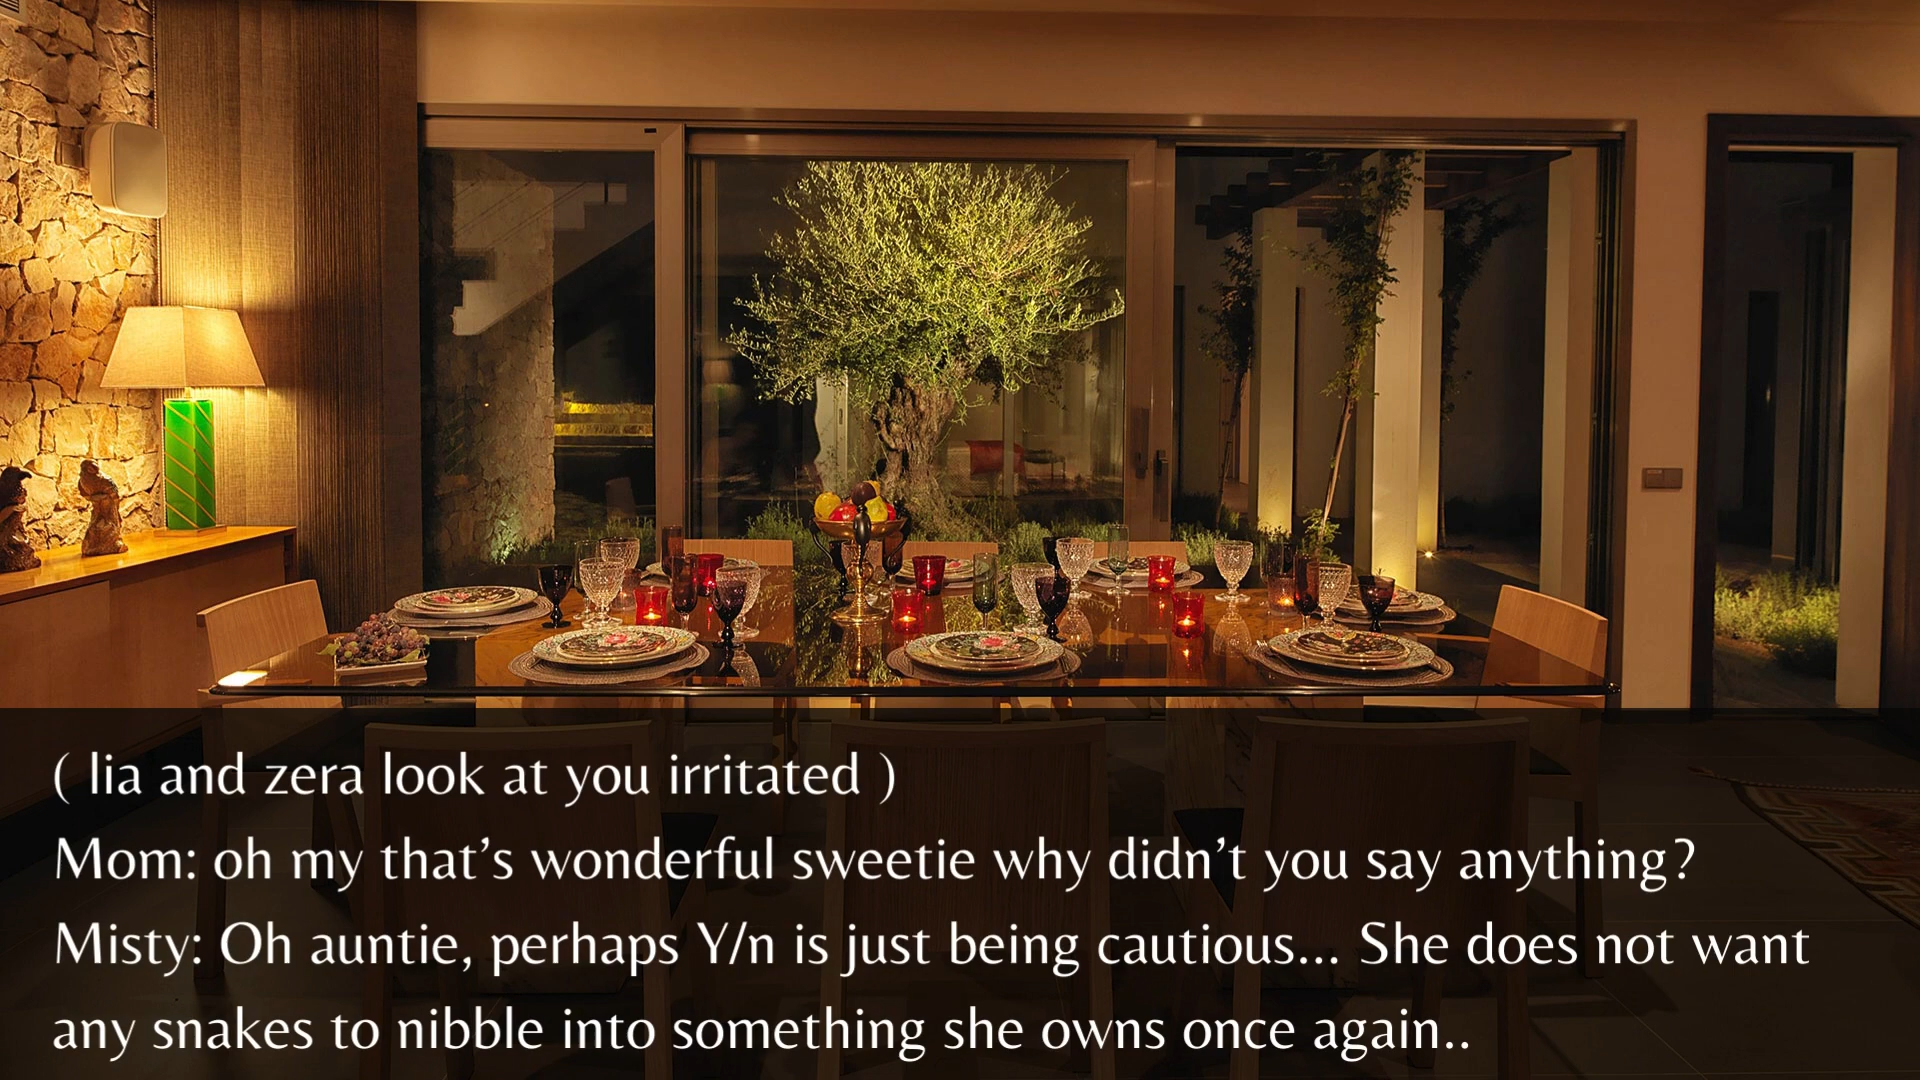 ( lia and zera look at you irritated )
Mom: oh my that’s wonderful sweetie why didn’t you say anything?
Misty: Oh auntie, perhaps Y/n is just being cautious... She does not want
any snakes to nibble into something she owns once again..